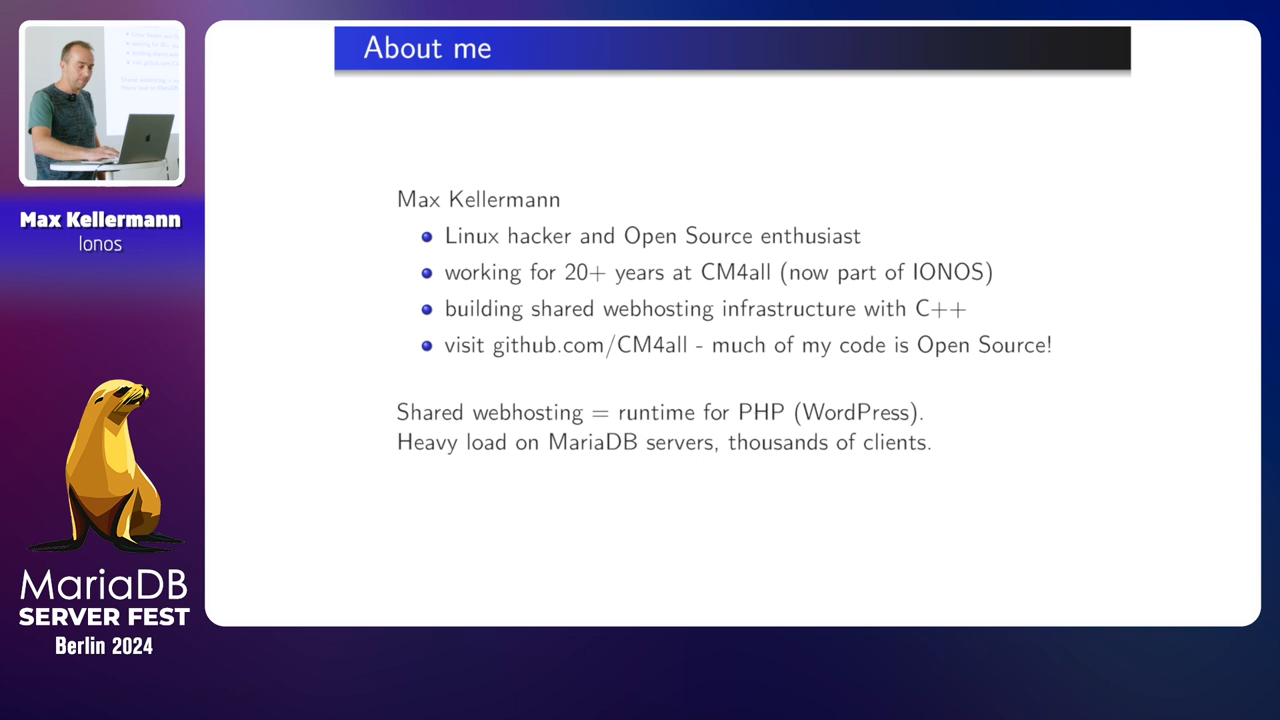 About me
Max Kellermann
Linux hacker and Open Source enthusiast
working for 20+ years at CM4all (now part of IONOS)
building shared webhosting infrastructure with C++
visit github.com/CM4all - much of my code is Open Source!
Shared webhosting = runtime for PHP (WordPress).
Heavy load on MariaDB servers, thousands of clients.
Max Kellermann
Ionos
MariaDB
SERVER FEST
Berlin 2024